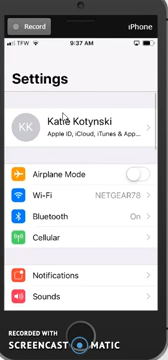 Record
iPhone
TFW
9:37 AM
Settings
KK
Katie Kotynski
Apple ID, iCloud, iTunes & App...
Airplane Mode
Wi-Fi NETGEAR78
Bluetooth On
Cellular
Notifications
Sounds
RECORDED WITH
SCREENCAST MATIC